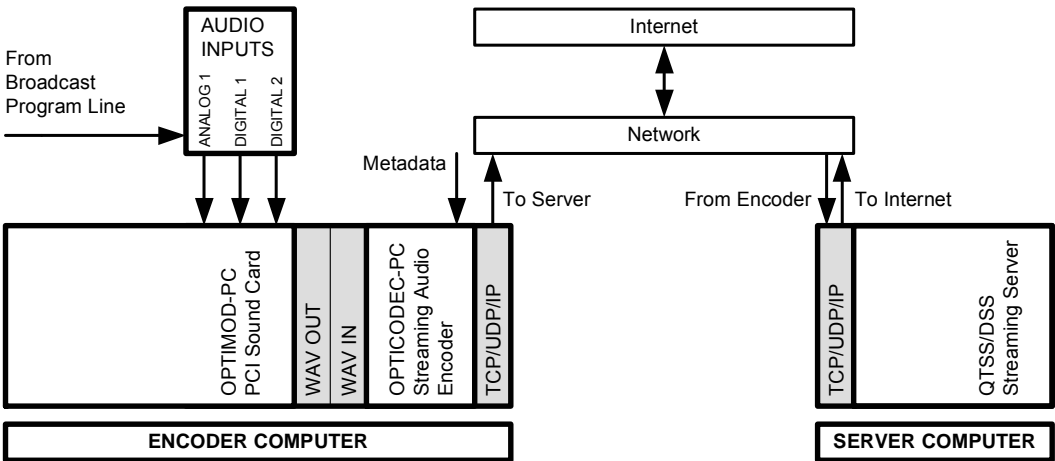 AUDIO
INPUTS
From
Broadcast
Program Line
ANALOG 1
DIGITAL 1
DIGITAL 2
Internet
Network
Metadata
To Server
From Encoder
To Internet
OPTIMOD-PC
PCI Sound Card
WAV OUT
WAV IN
OPTICODEC-PC
Streaming Audio
Encoder
TCP/UDP/IP
TCP/UDP/IP
QTSS/DSS
Streaming Server
ENCODER COMPUTER
SERVER COMPUTER